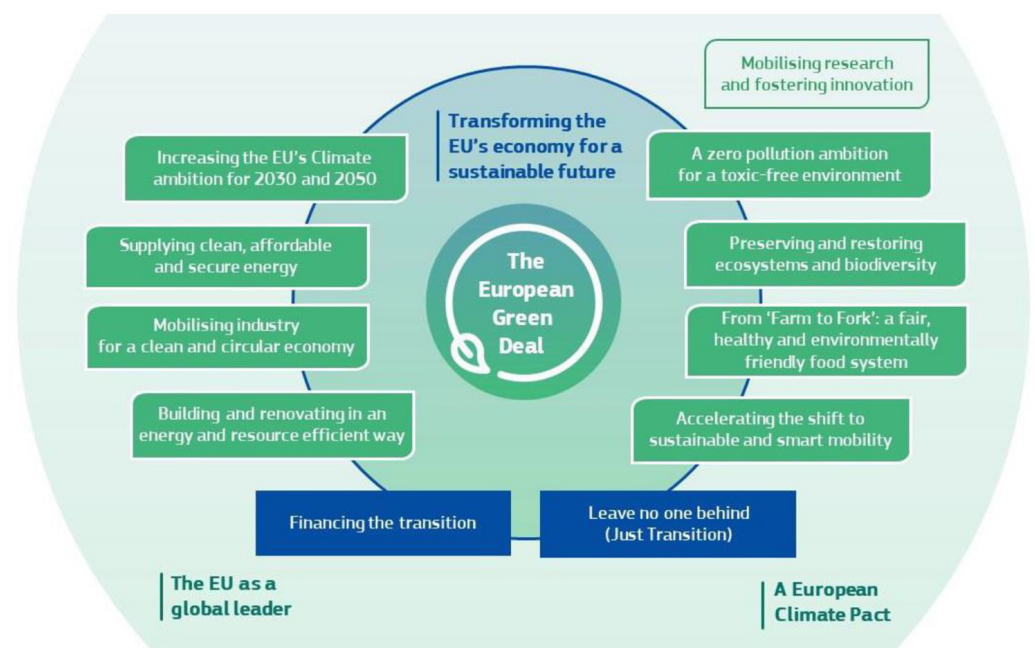 Mobilising research
and fostering innovation
Transforming the
EU's economy for a
sustainable future
Increasing the EU's Climate
ambition for 2030 and 2050
A zero pollution ambition
for a toxic-free environment
Supplying clean, affordable
and secure energy
Preserving and restoring
ecosystems and biodiversity
The
European
Green
Deal
Mobilising industry
for a clean and circular economy
From 'Farm to Fork': a fair,
healthy and environmentally
friendly food system
Building and renovating in an
energy and resource efficient way
Accelerating the shift to
sustainable and smart mobility
Financing the transition
Leave no one behind
(Just Transition)
The EU as a
global leader
A European
Climate Pact